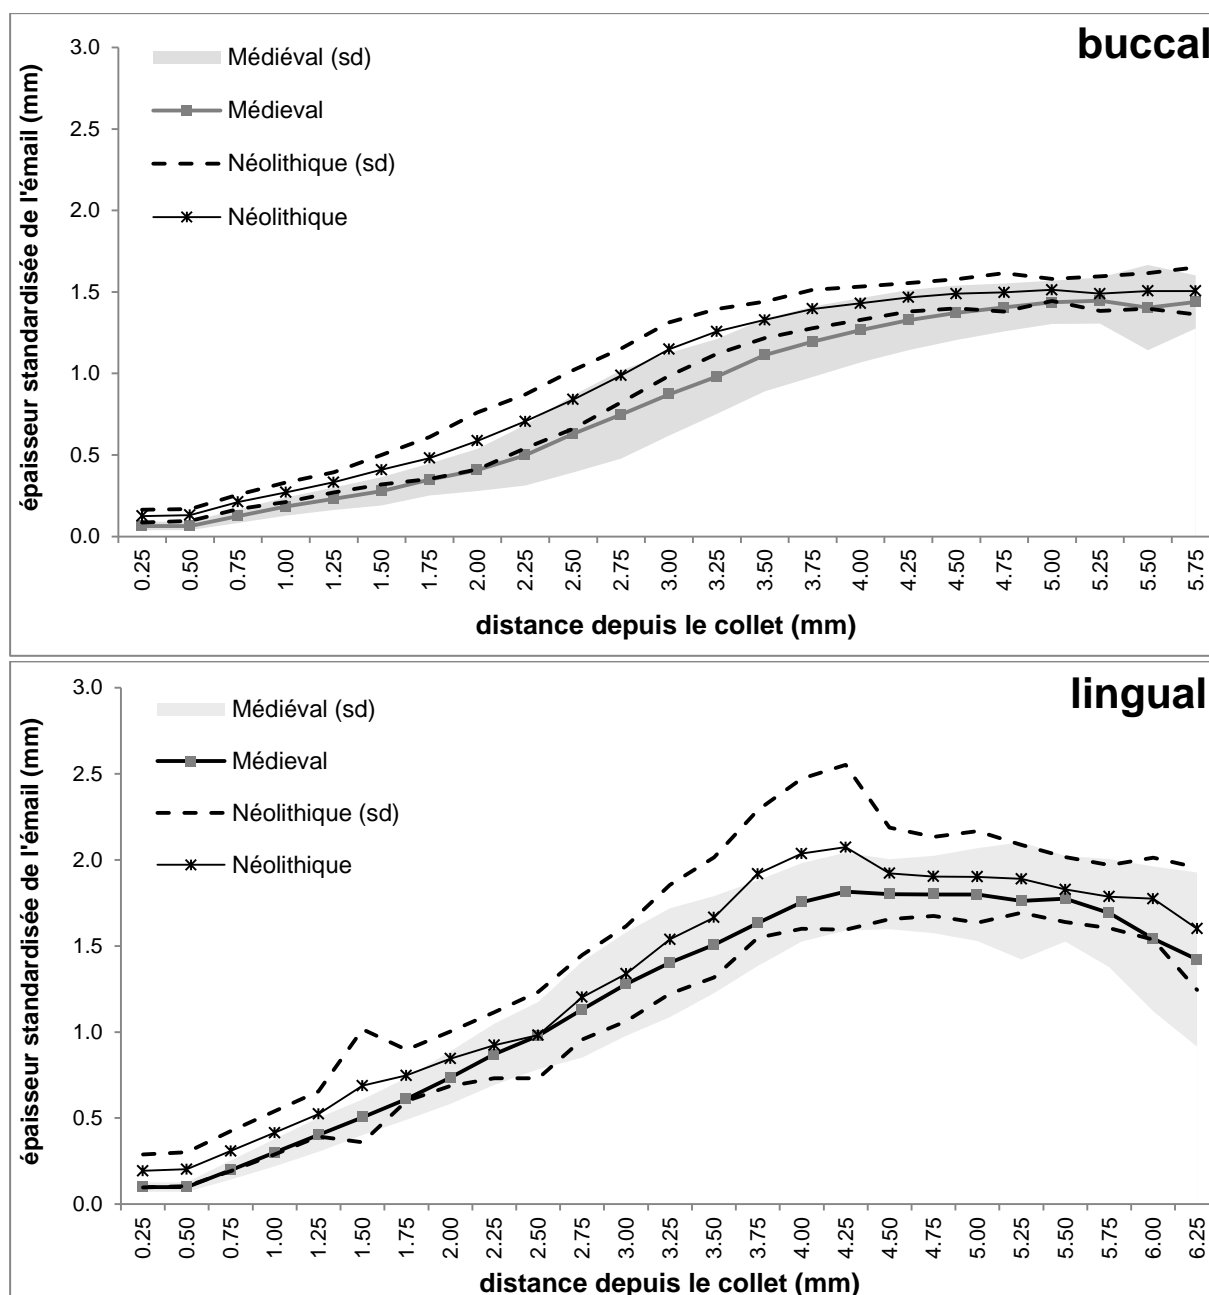 buccal
épaisseur standardisée de l'émail (mm)
3.0
2.5
2.0
1.5
1.0
0.5
0.0
Médiéval (sd)
Médieval
Néolithique (sd)
Néolithique
0.25 0.50 0.75 1.00 1.25 1.50 1.75 2.00 2.25 2.50 2.75 3.00 3.25 3.50 3.75 4.00 4.25 4.50 4.75 5.00 5.25 5.50 5.75
distance depuis le collet (mm)
lingual
épaisseur standardisée de l'émail (mm)
3.0
2.5
2.0
1.5
1.0
0.5
0.0
Médiéval (sd)
Médieval
Néolithique (sd)
Néolithique
0.25 0.50 0.75 1.00 1.25 1.50 1.75 2.00 2.25 2.50 2.75 3.00 3.25 3.50 3.75 4.00 4.25 4.50 4.75 5.00 5.25 5.50 5.75 6.00 6.25
distance depuis le collet (mm)